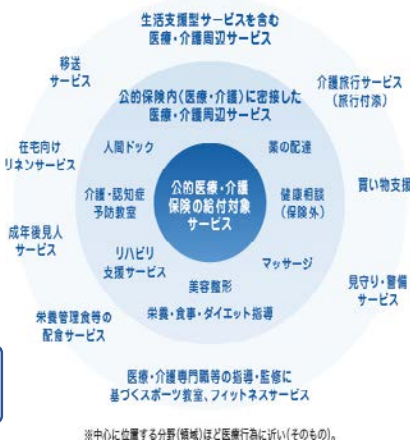 生活支援型サービスを含む
医療・介護周辺サービス
移送
サービス
介護旅行サービス
(旅行付添)
公的保険内(医療・介護)に密接した
医療・介護周辺サービス
在宅向け
リネンサービス
人間ドック
薬の配達
買い物支援
介護・認知症
予防教室
公的医療・介護
保険の給付対象
サービス
健康相談
(保険外)
成年後見人
サービス
リハビリ
支援サービス
マッサージ
見守り・警備
サービス
美容整形
栄養管理食等の
配食サービス
栄養・食事・ダイエット指導
医療・介護専門職等の指導・監修に
基づくスポーツ教室、フィットネスサービス
※中心に位置する分野(領域)ほど医療行為に近い(そのもの)。